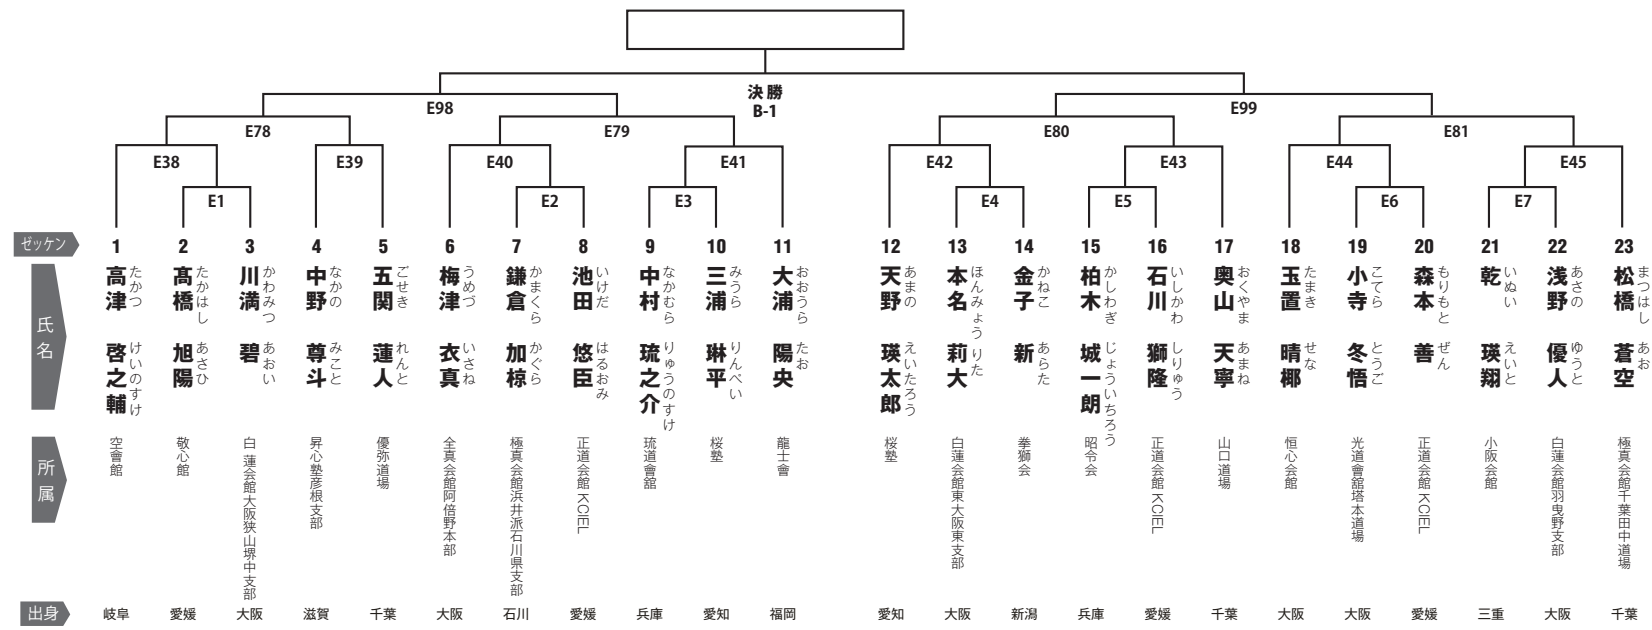 決勝
B-1
E98
E99
E78
E79
E80
E81
E38
E39
E40
E41
E42
E43
E44
E45
E1
E2
E3
E4
E5
E6
E7
ゼッケン
氏名
所属
出身
1
高津 啓之輔
たかつ けいのすけ
空會館
岐阜
2
髙橋 旭陽
たかはし あさひ
敬心館
愛媛
3
川満 碧
かわみつ あおい
白蓮会館大阪狭山堺中支部
大阪
4
中野 尊斗
なかの みこと
昇心塾彦根支部
滋賀
5
五関 蓮人
ごせき れんと
優弥道場
千葉
6
梅津 衣真
うめづ いさね
全真会館阿倍野本部
大阪
7
鎌倉 加椋
かまくら かぐら
極真会館浜井派石川県支部
石川
8
池田 悠臣
いけだ はるおみ
正道会館 KCIEL
愛媛
9
中村 琉之介
なかむら りゅうのすけ
琉道會舘
兵庫
10
三浦 琳平
みうら りんぺい
桜塾
愛知
11
大浦 陽央
おおうら たお
龍士會
福岡
12
天野 瑛太郎
あまの えいたろう
桜塾
愛知
13
本名 莉大
ほんみょう りた
白蓮会館東大阪東支部
大阪
14
金子 新
かねこ あらた
拳獅会
新潟
15
柏木 城一朗
かしわぎ じょういちろう
昭令会
兵庫
16
石川 獅隆
いしかわ しりゅう
正道会館 KCIEL
愛媛
17
奥山 天寧
おくやま あまね
山口道場
千葉
18
玉置 晴椰
たまき せな
恒心会館
大阪
19
小寺 冬悟
こてら とうご
光道會舘塔本道場
大阪
20
森本 善
もりもと ぜん
正道会館 KCIEL
愛媛
21
乾 瑛翔
いぬい えいと
小阪会館
三重
22
浅野 優人
あさの ゆうと
白蓮会館羽曳野支部
大阪
23
松橋 蒼空
まつはし あお
極真会館千葉田中道場
千葉